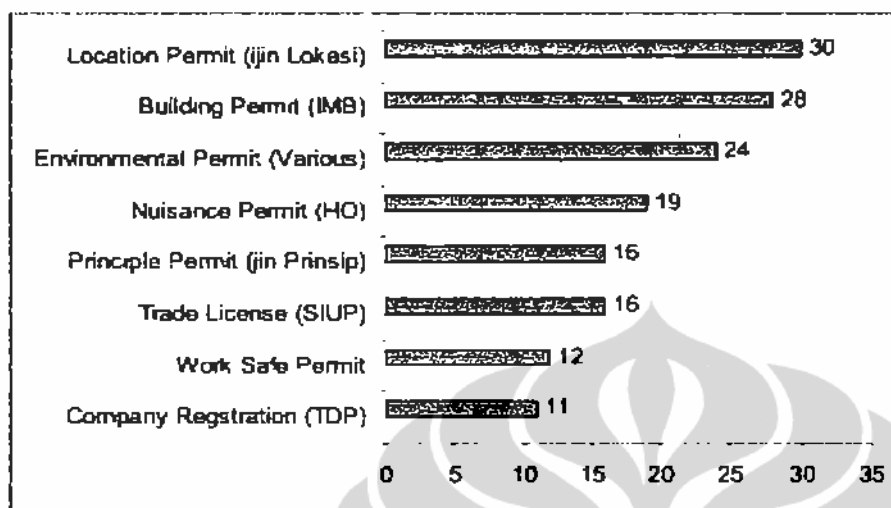 Location Permit (ijin Lokasi) 30
Building Permit (IMB) 28
Environmental Permit (Various) 24
Nuisance Permit (HO) 19
Principle Permit (jin Prinsip) 16
Trade License (SIUP) 16
Work Safe Permit 12
Company Regstration (TDP) 11
0 5 10 15 20 25 30 35